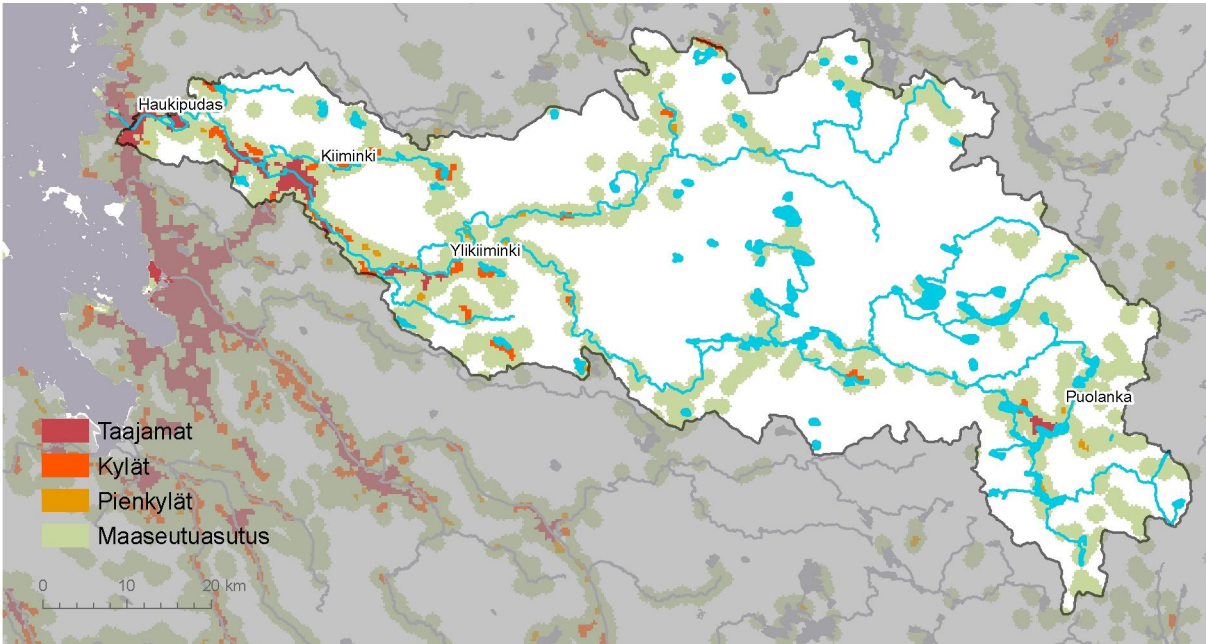 Haukipudas
Kiiminki
Ylikiiminki
Puolanka
Taajamat
Kylät
Pienkylät
Maaseutuasutus
0 10 20 km